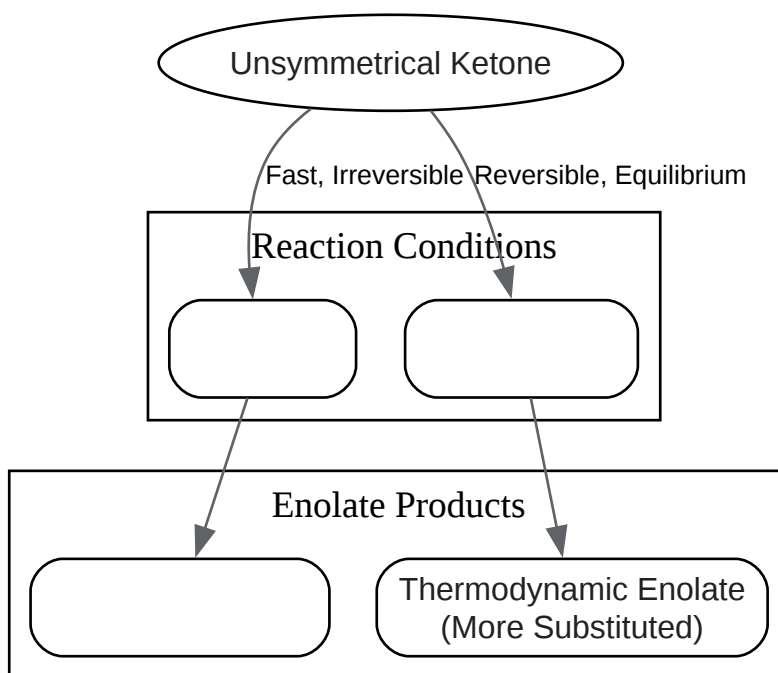 Unsymmetrical Ketone
Fast, Irreversible
Reversible, Equilibrium
Reaction Conditions
Enolate Products
Thermodynamic Enolate
(More Substituted)